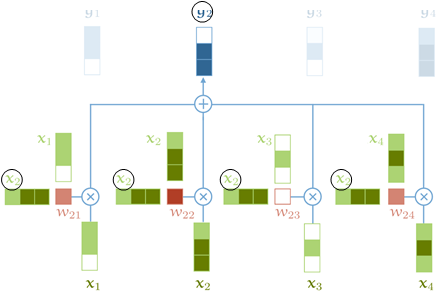 y1 y2 y3 y4
x1 x2 x3 x4
x2 x2 x2 x2
w21 w22 w23 w24
x1 x2 x3 x4